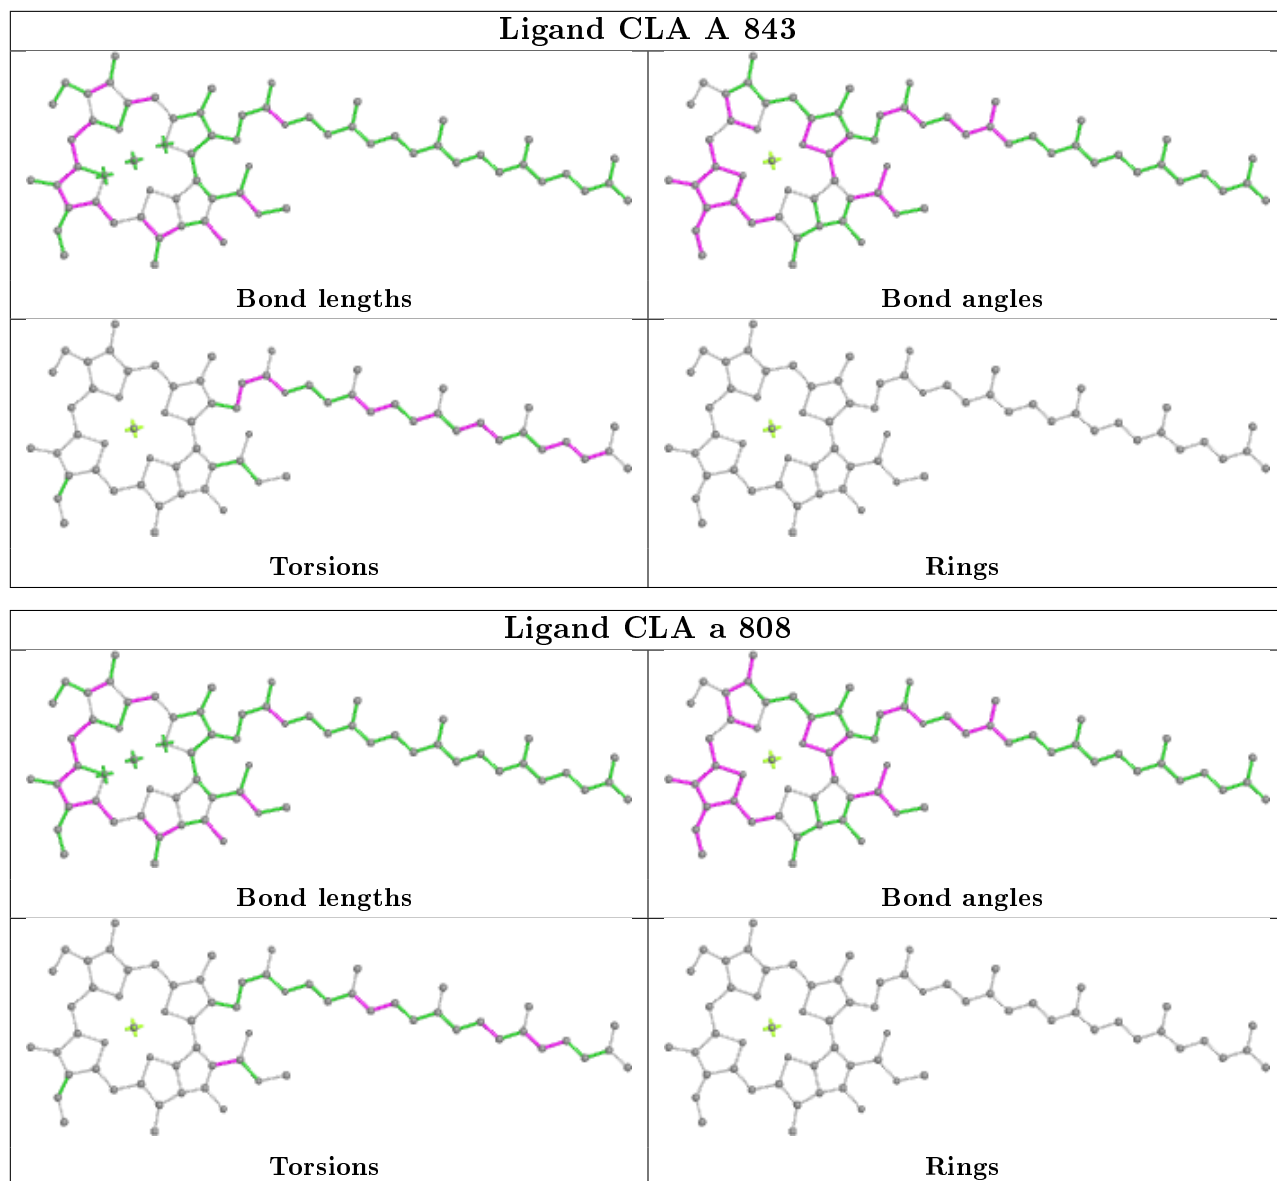 Ligand CLA A 843
Bond lengths
Bond angles
Torsions
Rings
Ligand CLA a 808
Bond lengths
Bond angles
Torsions
Rings